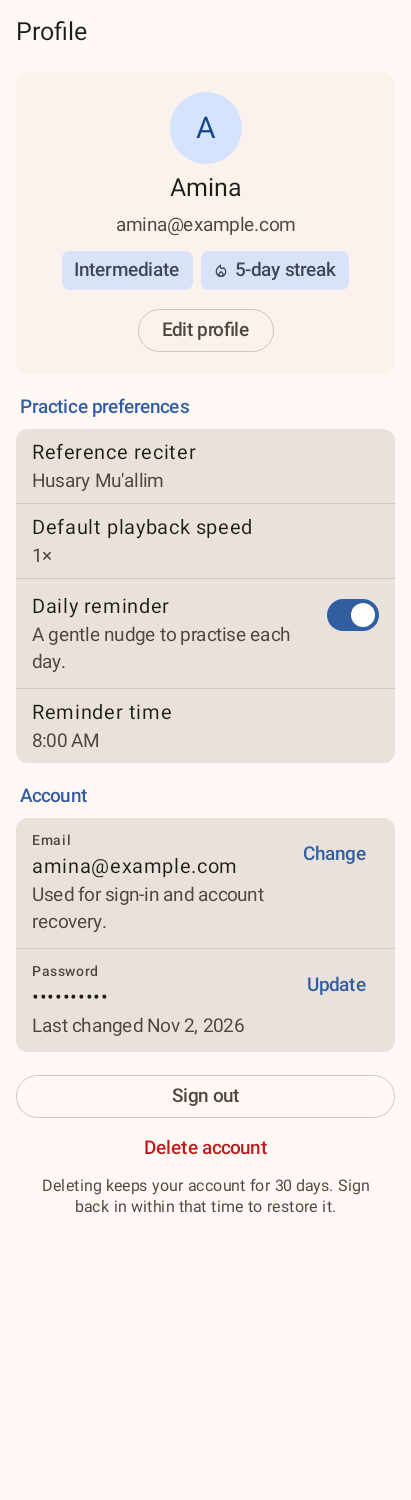 Profile
A
Amina
amina@example.com
Intermediate
5-day streak
Edit profile
Practice preferences
Reference reciter
Husary Mu'allim
Default playback speed
1×
Daily reminder
A gentle nudge to practise each
day.
Reminder time
8:00 AM
Account
Email
amina@example.com
Change
Used for sign-in and account
recovery.
Password
••••••••••
Update
Last changed Nov 2, 2026
Sign out
Delete account
Deleting keeps your account for 30 days. Sign
back in within that time to restore it.